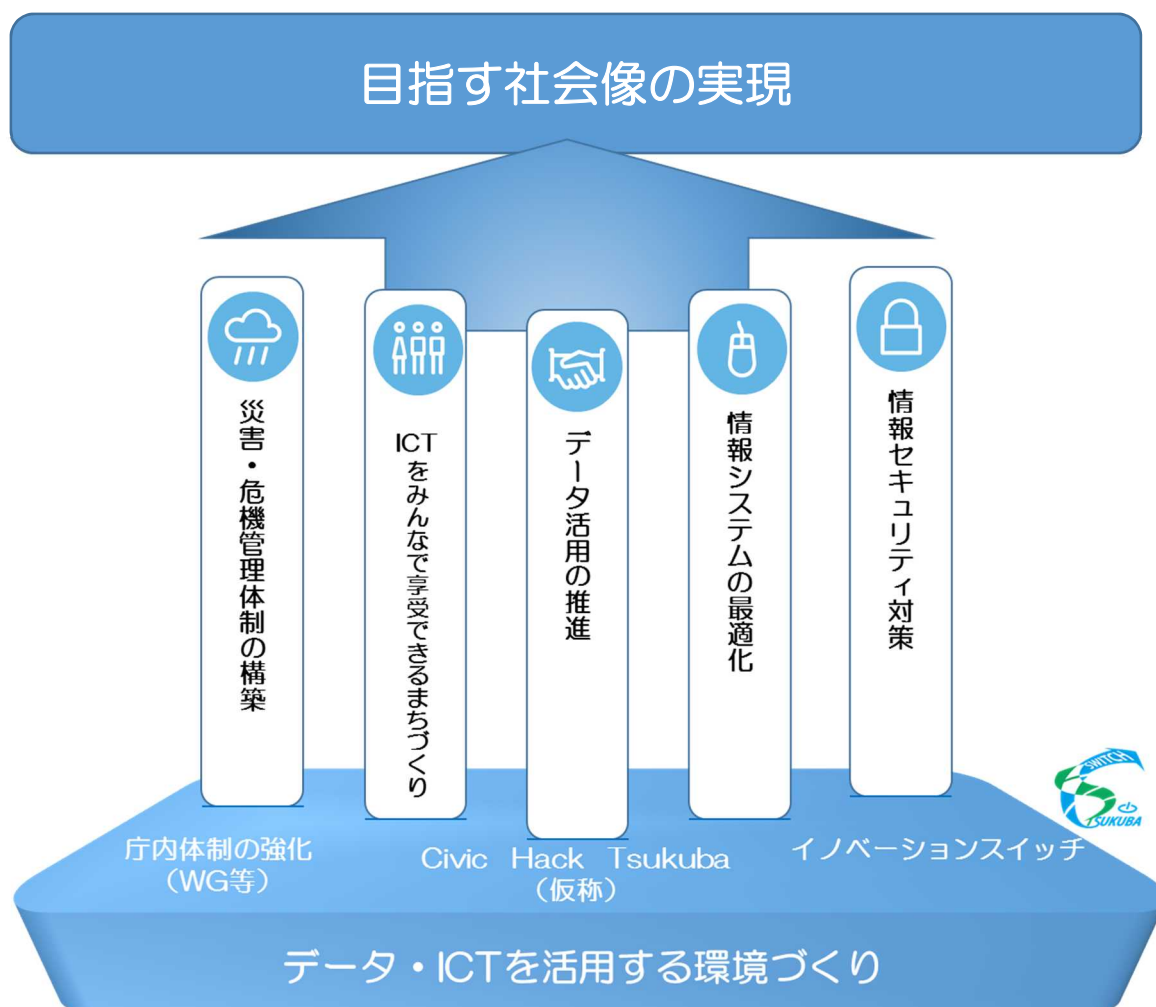 目指す社会像の実現
災害・危機管理体制の構築
ICTをみんなで享受できるまちづくり
データ活用の推進
情報システムの最適化
情報セキュリティ対策
庁内体制の強化
（WG等）
Civic Hack Tsukuba
（仮称）
イノベーションスイッチ
SWITCH
TSUKUBA
データ・ICTを活用する環境づくり